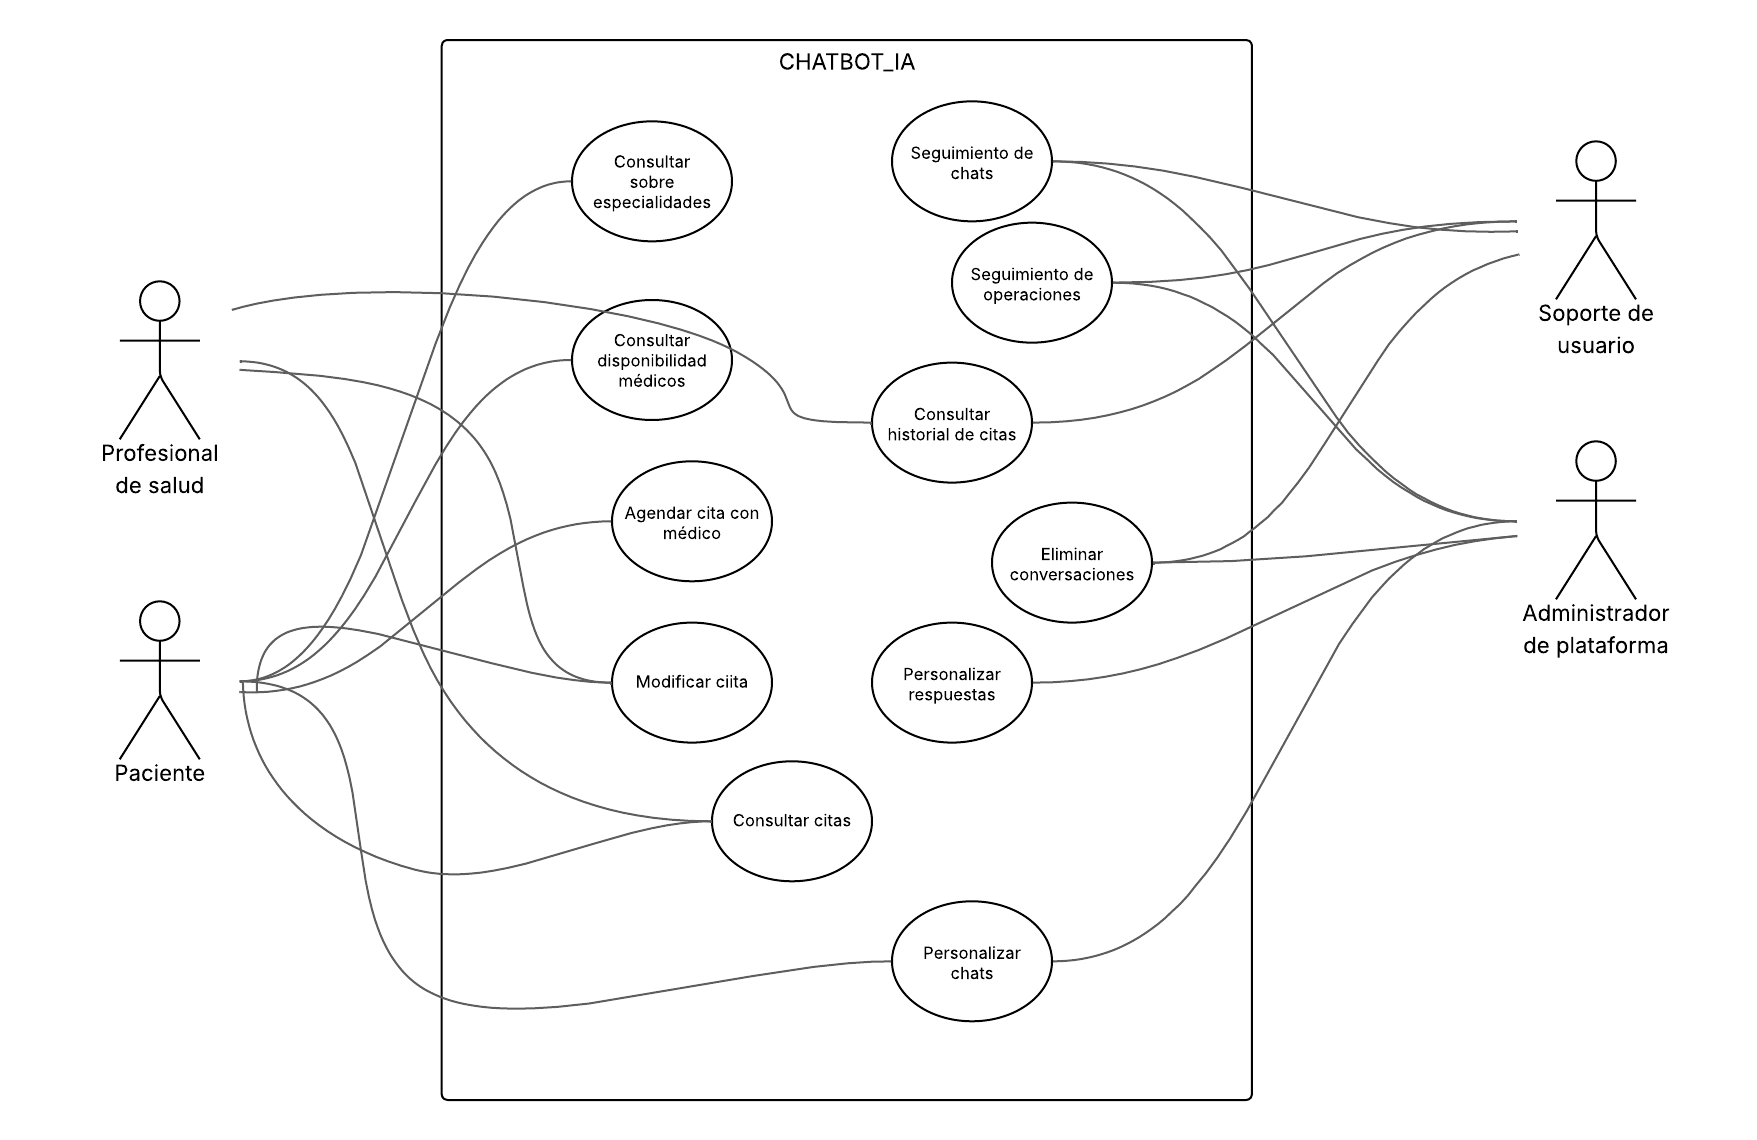 CHATBOT_IA
Consultar
sobre
especialidades
Seguimiento de
chats
Seguimiento de
operaciones
Soporte de
usuario
Consultar
disponibilidad
médicos
Profesional
de salud
Consultar
historial de citas
Agendar cita con
médico
Eliminar
conversaciones
Administrador
de plataforma
Modificar ciita
Personalizar
respuestas
Paciente
Consultar citas
Personalizar
chats